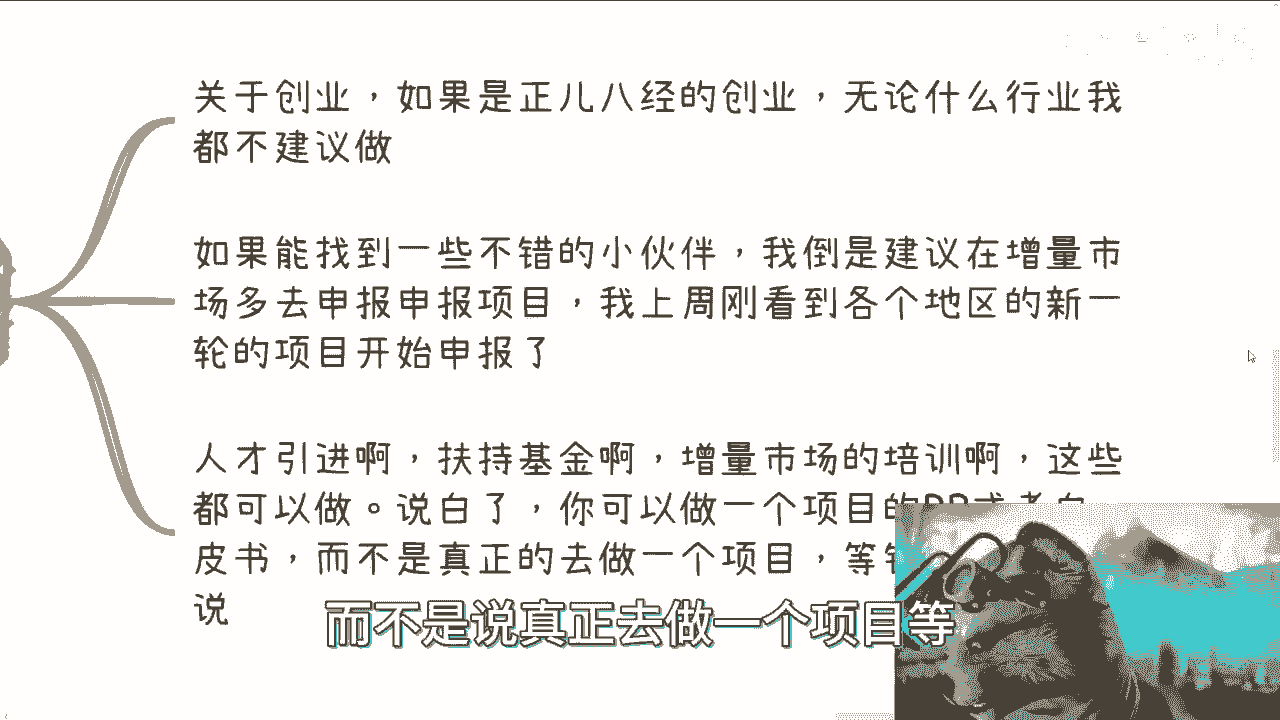 关于创业，如果是正儿八经的创业，无论什么行业我
都不建议做
如果能找到一些不错的小伙伴，我倒是建议在增量市
场多去申报申报项目，我上周刚看到各个地区的新一
轮的项目开始申报了
人才引进啊，扶持基金啊，增量市场的培训啊，这些
都可以做。说白了，你可以做一个项目的
皮书，而不是真正的去做一个项目，等
说
而不是说真正去做一个项目等